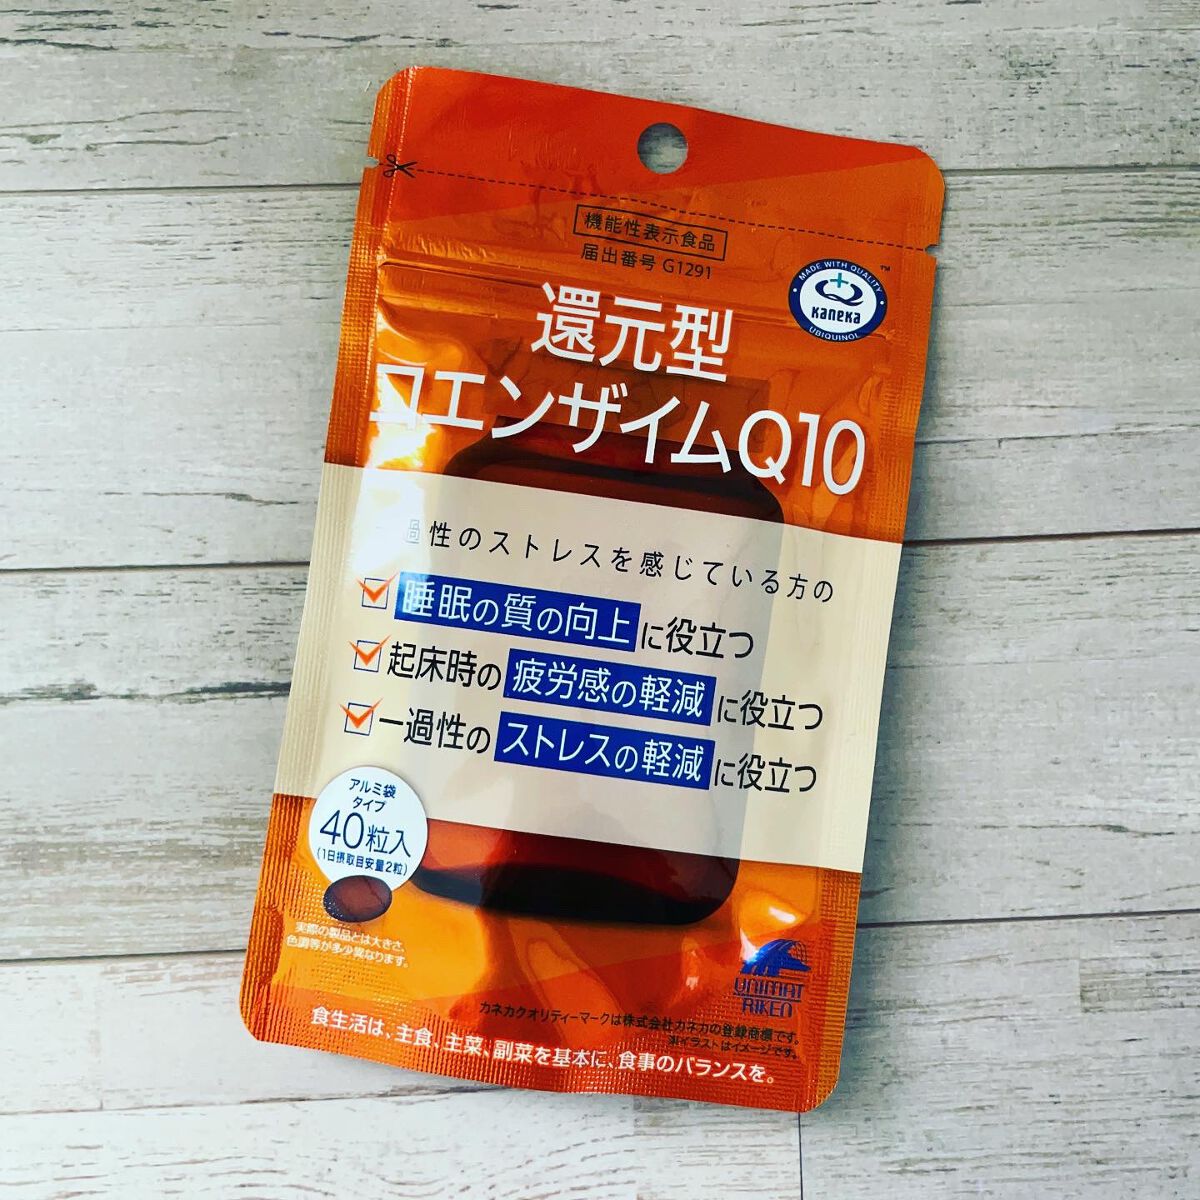 機能性表示食品
届出番号 G1291
MADE WITH QUALITY
Kaneka
UBIQUINOL
TM
還元型
コエンザイムQ10
過性のストレスを感じている方の
睡眠の質の向上に役立つ
起床時の疲労感の軽減に役立つ
一過性のストレスの軽減に役立つ
アルミ袋
タイプ
40粒入
(1日摂取目安量2粒)
実際の製品とは大きさ、
色調等が多少異なります。
UNIMAT
RIKEN
カネカクオリティーマークは株式会社カネカの登録商標です。
※イラストはイメージです。
食生活は、主食、主菜、副菜を基本に、食事のバランスを。